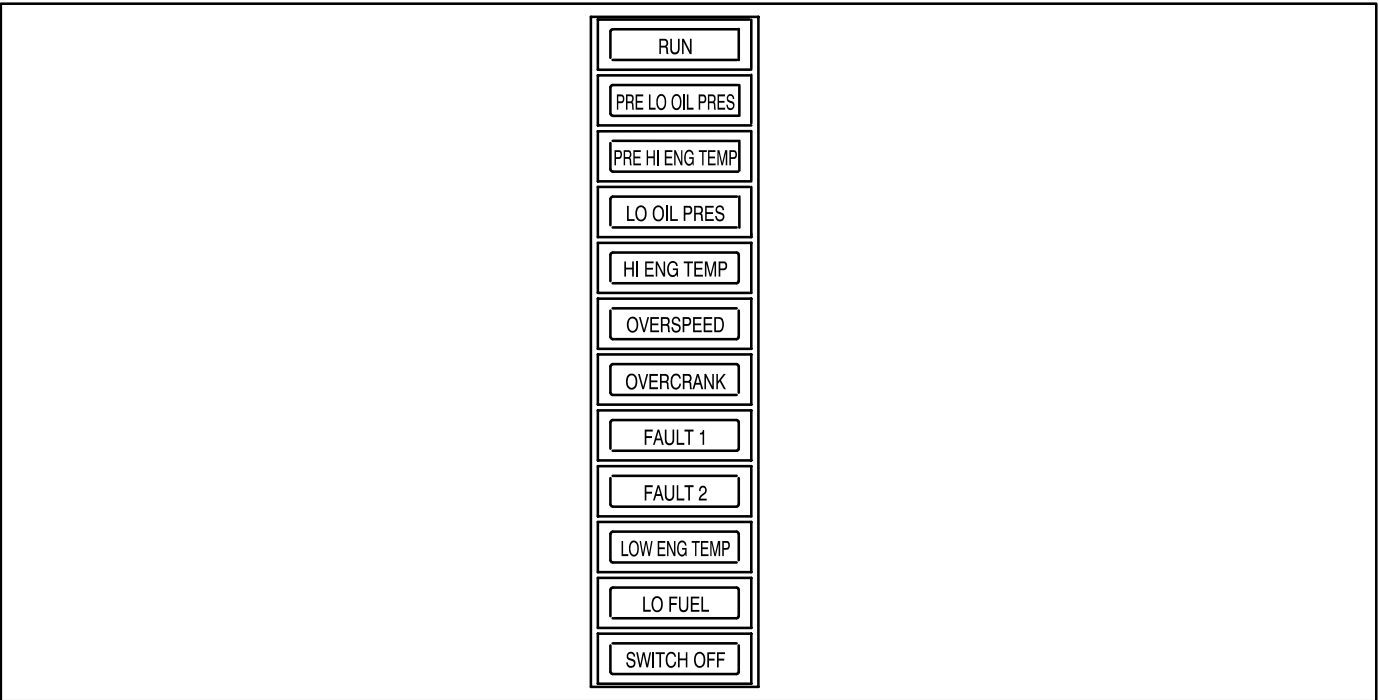 RUN
PRE LO OIL PRES
PRE HI ENG TEMP
LO OIL PRES
HI ENG TEMP
OVERSPEED
OVERCRANK
FAULT 1
FAULT 2
LOW ENG TEMP
LO FUEL
SWITCH OFF